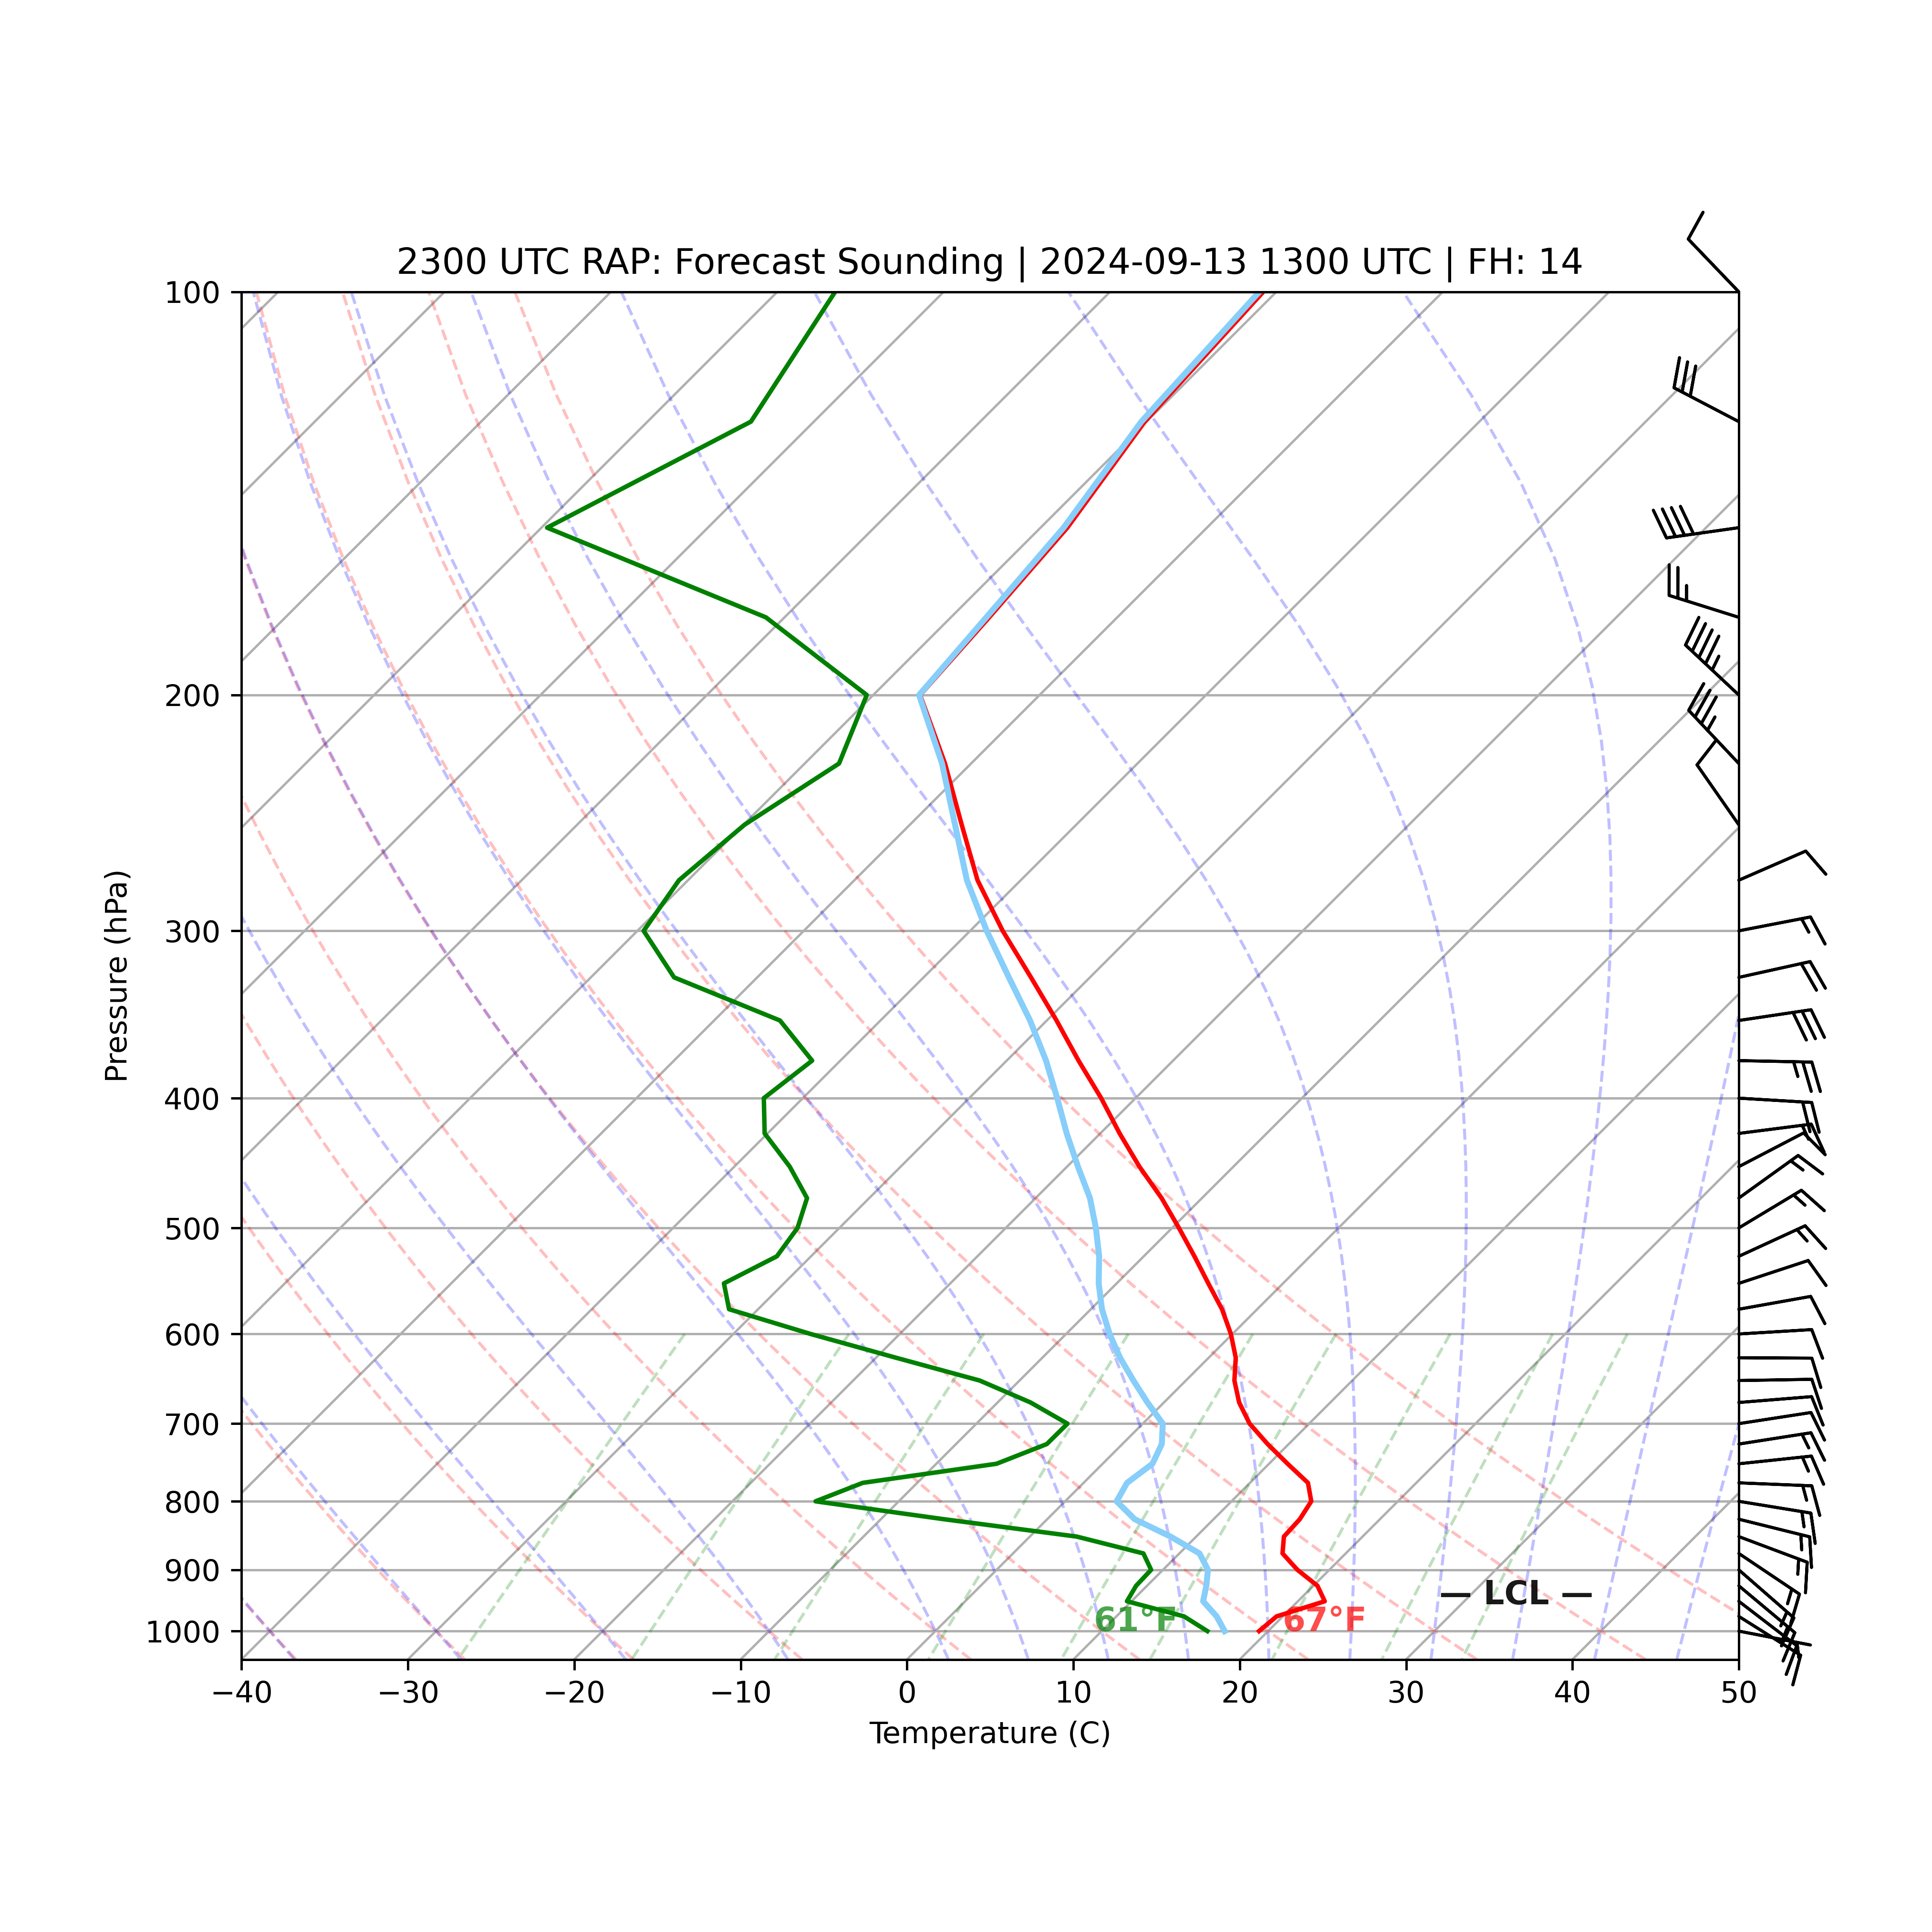 2300 UTC RAP: Forecast Sounding | 2024-09-13 1300 UTC | FH: 14
100
200
300
400
500
600
700
800
900
1000
Pressure (hPa)
— LCL —
61°F
67°F
−40 −30 −20 −10 0 10 20 30 40 50
Temperature (C)